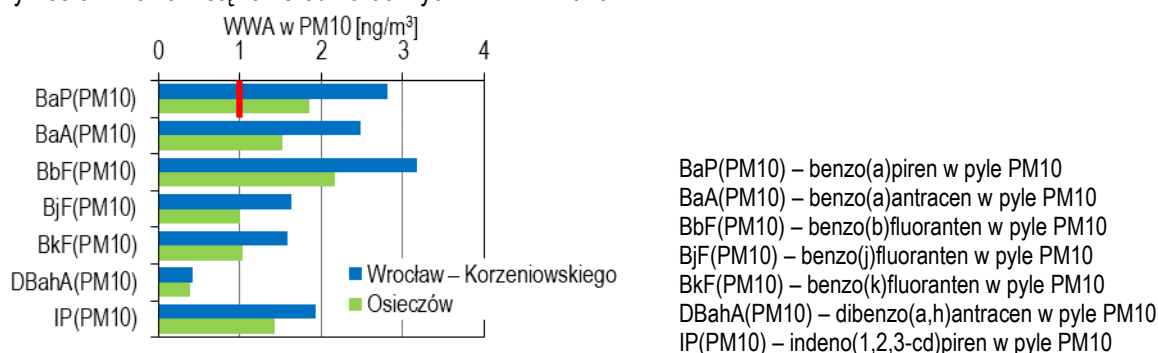 WWA w PM10 [ng/m³]
0 1 2 3 4
BaP(PM10)
BaA(PM10)
BbF(PM10)
BjF(PM10)
BkF(PM10)
DBahA(PM10)
IP(PM10)
Wrocław – Korzeniowskiego
Osieczów
BaP(PM10) – benzo(a)piren w pyle PM10
BaA(PM10) – benzo(a)antracen w pyle PM10
BbF(PM10) – benzo(b)fluoranten w pyle PM10
BjF(PM10) – benzo(j)fluoranten w pyle PM10
BkF(PM10) – benzo(k)fluoranten w pyle PM10
DBahA(PM10) – dibenzo(a,h)antracen w pyle PM10
IP(PM10) – indeno(1,2,3-cd)piren w pyle PM10